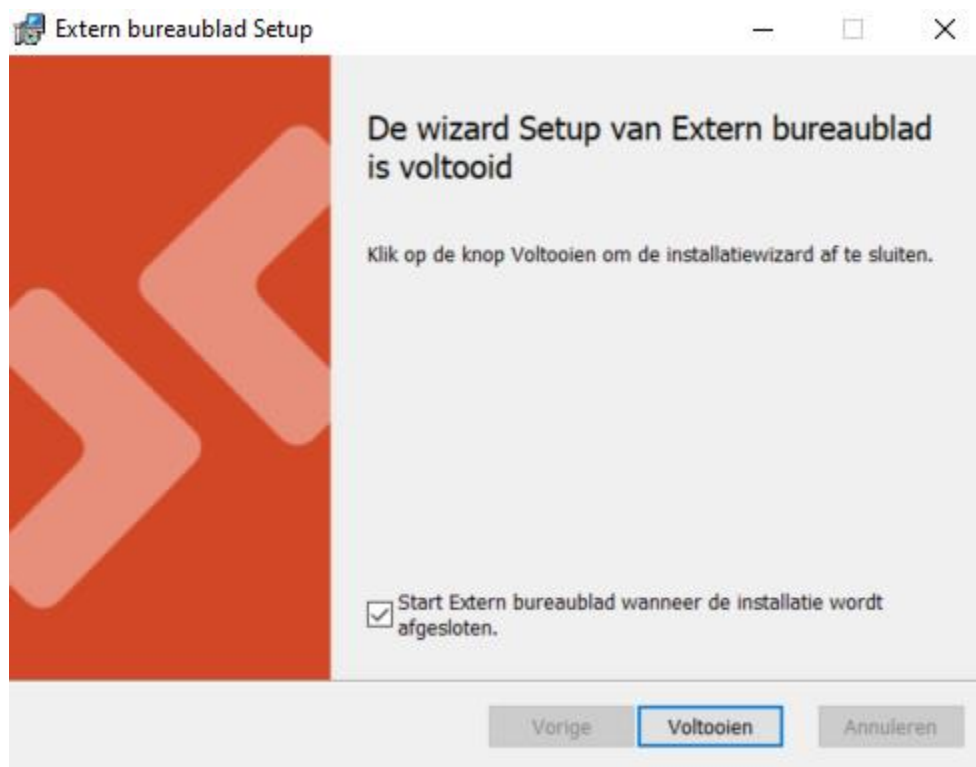 Extern bureaublad Setup
De wizard Setup van Extern bureaublad
is voltooid
Klik op de knop Voltooien om de installatiewizard af te sluiten.
Start Extern bureaublad wanneer de installatie wordt
afgesloten.
Vorige
Voltooien
Annuleren